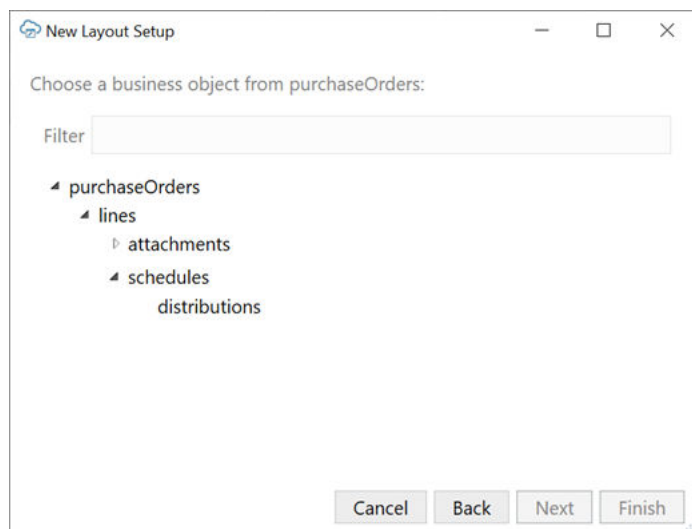 New Layout Setup
Choose a business object from purchaseOrders:
Filter
purchaseOrders
lines
attachments
schedules
distributions
Cancel Back Next Finish